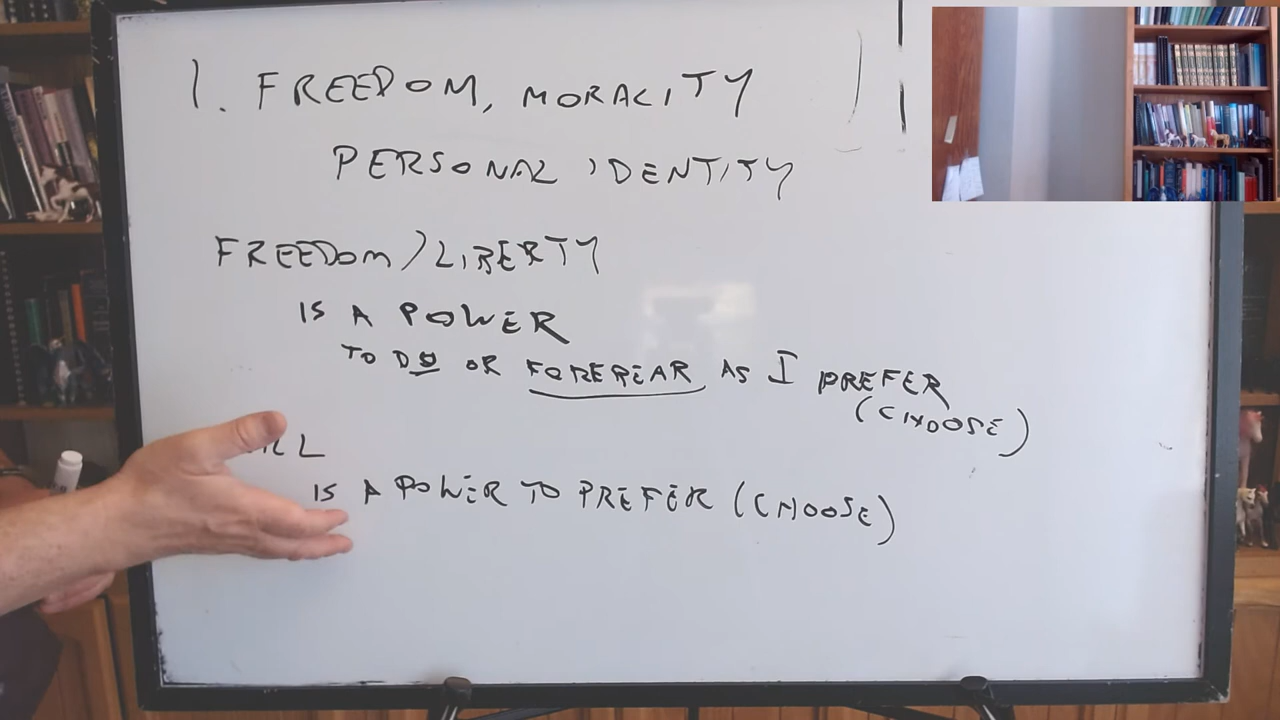 1. FREEDOM, MORALITY
PERSONAL IDENTITY
FREEDOM/LIBERTY
IS A POWER
TO DO OR FOREBEAR AS I PREFER
(CHOOSE)
IS A POWER TO PREFER (CHOOSE)